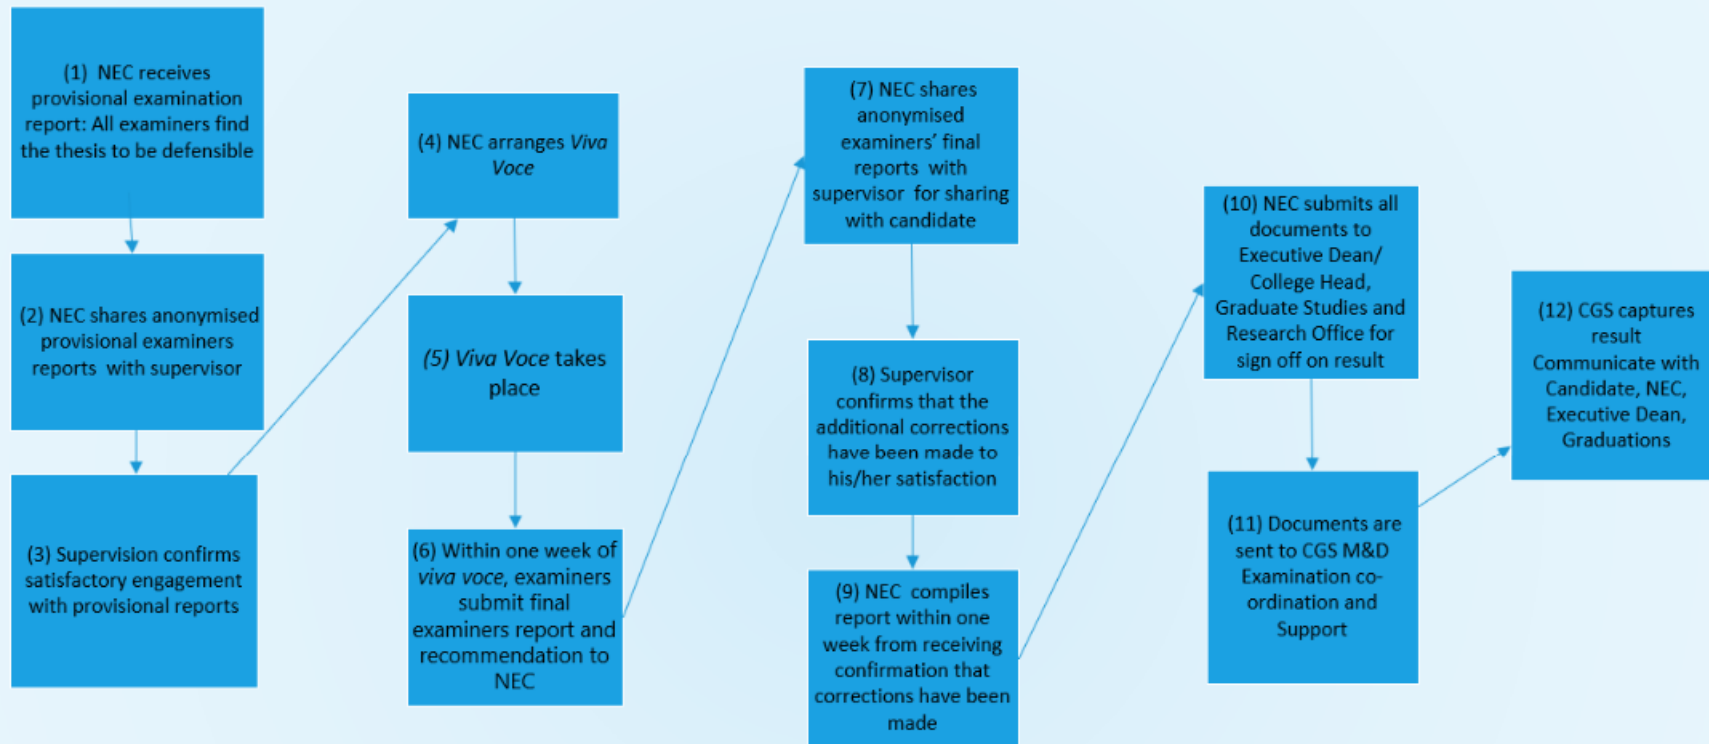 (1) NEC receives
provisional examination
report: All examiners find
the thesis to be defensible
(2) NEC shares anonymised
provisional examiners
reports with supervisor
(3) Supervision confirms
satisfactory engagement
with provisional reports
(4) NEC arranges Viva
Voce
(5) Viva Voce takes
place
(6) Within one week of
viva voce, examiners
submit final
examiners report and
recommendation to
NEC
(7) NEC shares
anonymised
examiners’ final
reports with
supervisor for sharing
with candidate
(8) Supervisor
confirms that the
additional corrections
have been made to
his/her satisfaction
(9) NEC compiles
report within one
week from receiving
confirmation that
corrections have been
made
(10) NEC submits all
documents to
Executive Dean/
College Head,
Graduate Studies and
Research Office for
sign off on result
(11) Documents are
sent to CGS M&D
Examination co-
ordination and
Support
(12) CGS captures
result
Communicate with
Candidate, NEC,
Executive Dean,
Graduations